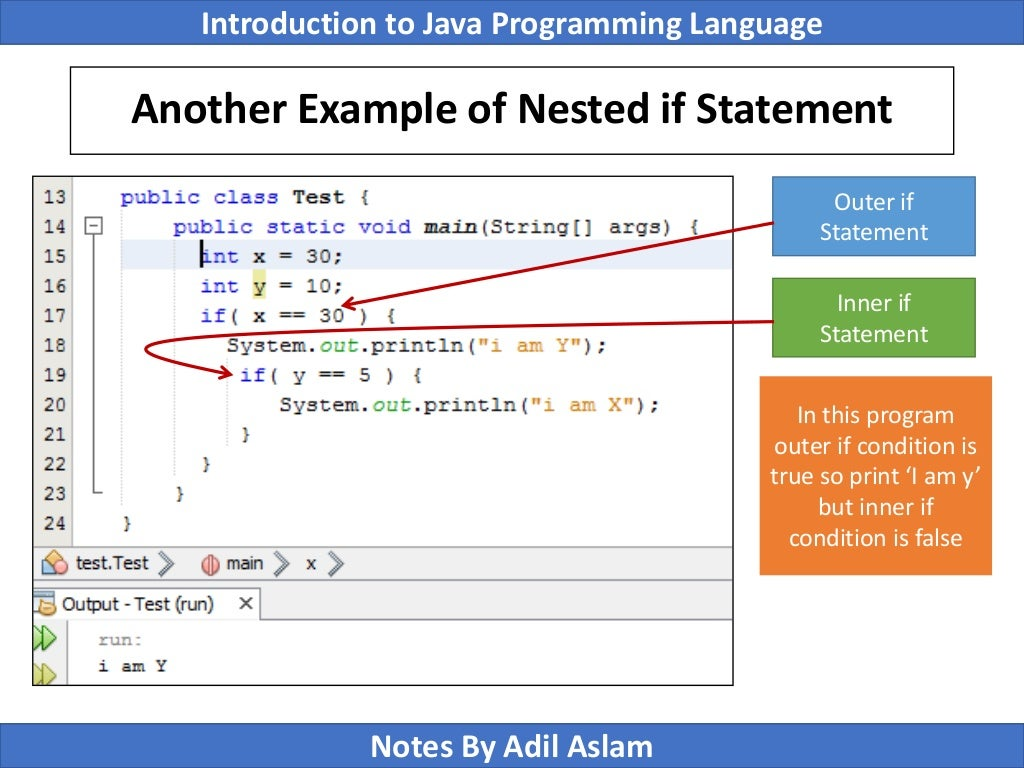 Introduction to Java Programming Language
Another Example of Nested if Statement
13 public class Test {
14 public static void main(String[] args) {
15 int x = 30;
16 int y = 10;
17 if( x == 30 ) {
18 System.out.println("i am Y");
19 if( y == 5 ) {
20 System.out.println("i am X");
21 }
22 }
23 }
24 }
test.Test main x
Output - Test (run)
run:
i am Y
Outer if
Statement
Inner if
Statement
In this program
outer if condition is
true so print ‘I am y’
but inner if
condition is false
Notes By Adil Aslam